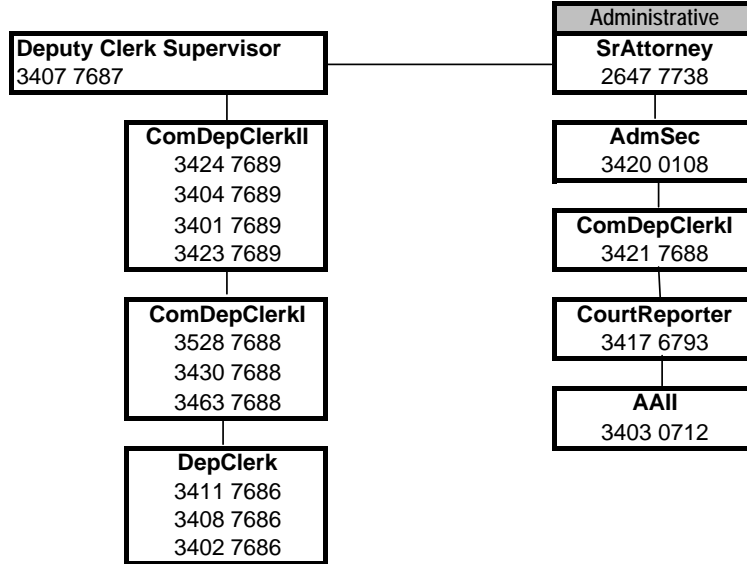 Administrative
Deputy Clerk Supervisor
3407 7687
SrAttorney
2647 7738
ComDepClerkII
3424 7689
3404 7689
3401 7689
3423 7689
AdmSec
3420 0108
ComDepClerkI
3421 7688
ComDepClerkI
3528 7688
3430 7688
3463 7688
CourtReporter
3417 6793
AAII
3403 0712
DepClerk
3411 7686
3408 7686
3402 7686